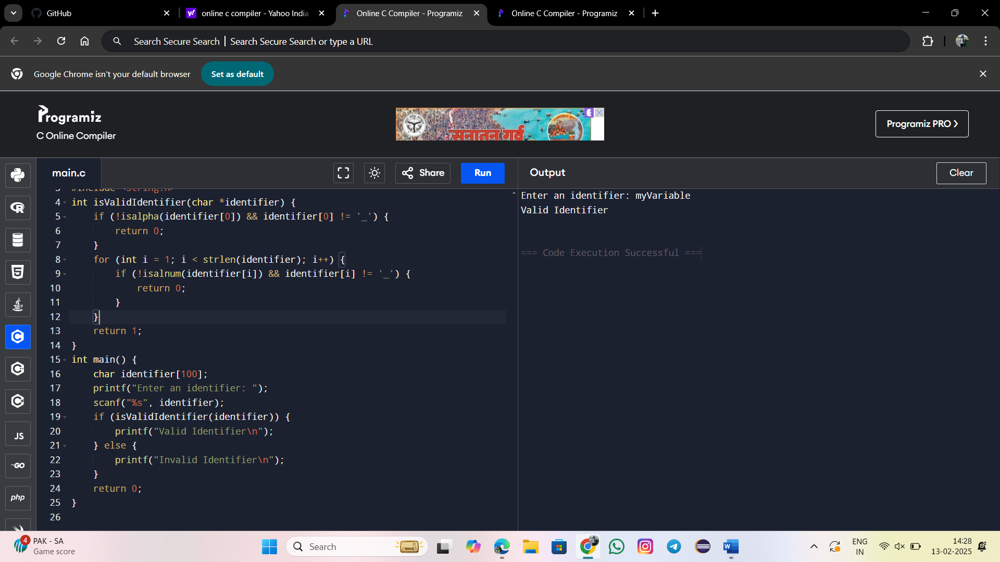 GitHub
online c compiler - Yahoo India
Online C Compiler - Programiz
Online C Compiler - Programiz
Search Secure Search | Search Secure Search or type a URL
Google Chrome isn't your default browser
Set as default
Programiz
C Online Compiler
सनातन गर्व
Programiz PRO
main.c
Share
Run
Output
Clear
3 #include <string.h>
4 int isValidIdentifier(char *identifier) {
5 if (!isalpha(identifier[0]) && identifier[0] != '_') {
6 return 0;
7 }
8 for (int i = 1; i < strlen(identifier); i++) {
9 if (!isalnum(identifier[i]) && identifier[i] != '_') {
10 return 0;
11 }
12 }
13 return 1;
14 }
15 int main() {
16 char identifier[100];
17 printf("Enter an identifier: ");
18 scanf("%s", identifier);
19 if (isValidIdentifier(identifier)) {
20 printf("Valid Identifier\n");
21 } else {
22 printf("Invalid Identifier\n");
23 }
24 return 0;
25 }
26
Enter an identifier: myVariable
Valid Identifier
=== Code Execution Successful ===
JS
GO
php
4
PAK - SA
Game score
Search
ENG
IN
14:28
13-02-2025